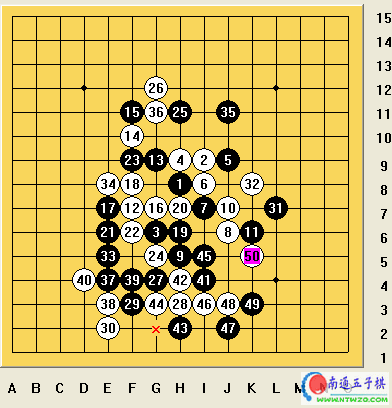 15
14
13
26 12
15 36 25 35 11
14 10
23 13 4 2 5 9
34 18 1 6 32 8
17 12 16 20 7 10 31 7
21 22 3 19 8 11 6
33 24 9 45 50 5
40 37 39 27 42 41 4
38 29 44 28 46 48 49 3
30 43 47 2
1
A B C D E F G H I J K L M
南通五子棋
WWW.NTWZQ.COM